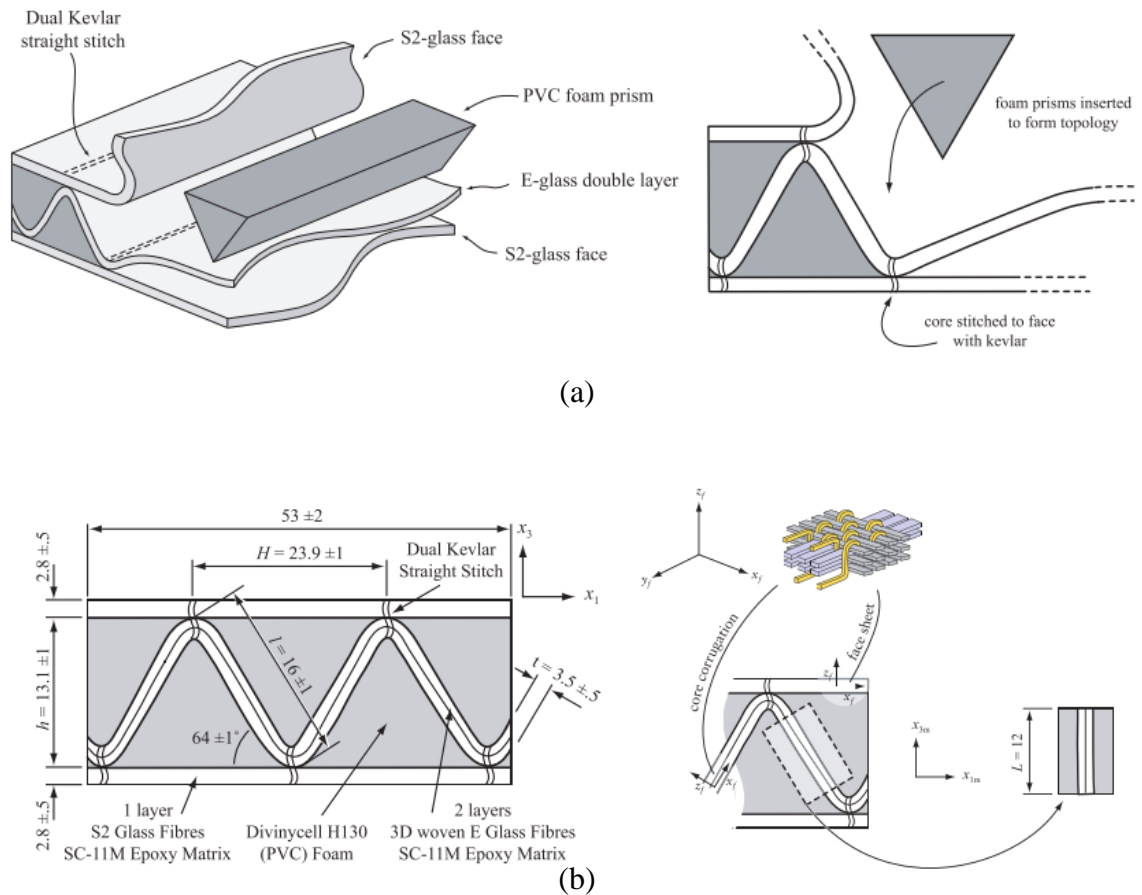 Dual Kevlar
straight stitch
S2-glass face
PVC foam prism
E-glass double layer
S2-glass face
foam prisms inserted
to form topology
core stitched to face
with kevlar
(a)
53 ±2
H = 23.9 ±1
Dual Kevlar
Straight Stitch
x3
x1
2.8 ±.5
h = 13.1 ±1
l = 16 ±1
t = 3.5 ±.5
64 ±1°
2.8 ±.5
1 layer
S2 Glass Fibres
SC-11M Epoxy Matrix
Divinycell H130
(PVC) Foam
2 layers
3D woven E Glass Fibres
SC-11M Epoxy Matrix
zf
yf
xf
core corrugation
face sheet
zf
xf
zf
xf
x3m
x1m
L = 12
(b)